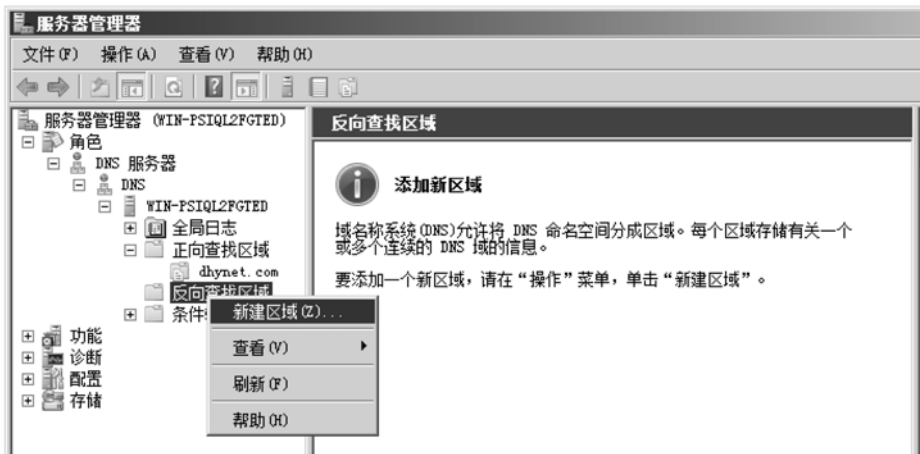 服务器管理器
文件(F) 操作(A) 查看(V) 帮助(H)
服务器管理器 (WIN-PSIQL2FGTED)
角色
DNS 服务器
DNS
WIN-PSIQL2FGTED
全局日志
正向查找区域
dhynet.com
反向查找区域
条件
功能
诊断
配置
存储
新建区域(Z)...
查看(V)
刷新(F)
帮助(H)
反向查找区域
添加新区域
域名称系统(DNS)允许将 DNS 命名空间分成区域。每个区域存储有关一个
或多个连续的 DNS 域的信息。
要添加一个新区域，请在“操作”菜单，单击“新建区域”。